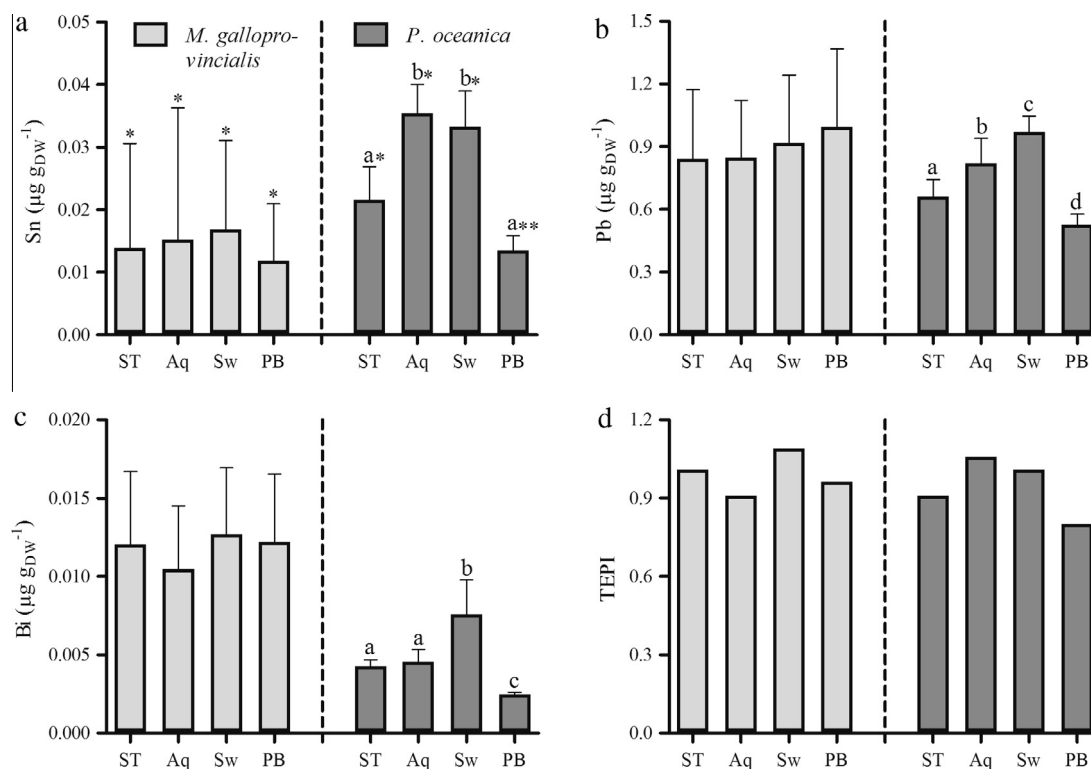 a
0.05
0.04
0.03
0.02
0.01
0.00
Sn (µg gDW-1)
M. gallopro-
vincialis
P. oceanica
* * * * a* b* b* a**
ST Aq Sw PB ST Aq Sw PB
b
1.5
1.2
0.9
0.6
0.3
0.0
Pb (µg gDW-1)
a b c d
ST Aq Sw PB ST Aq Sw PB
c
0.020
0.015
0.010
0.005
0.000
Bi (µg gDW-1)
a a b c
ST Aq Sw PB ST Aq Sw PB
d
1.2
0.9
0.6
0.3
0.0
TEPI
ST Aq Sw PB ST Aq Sw PB